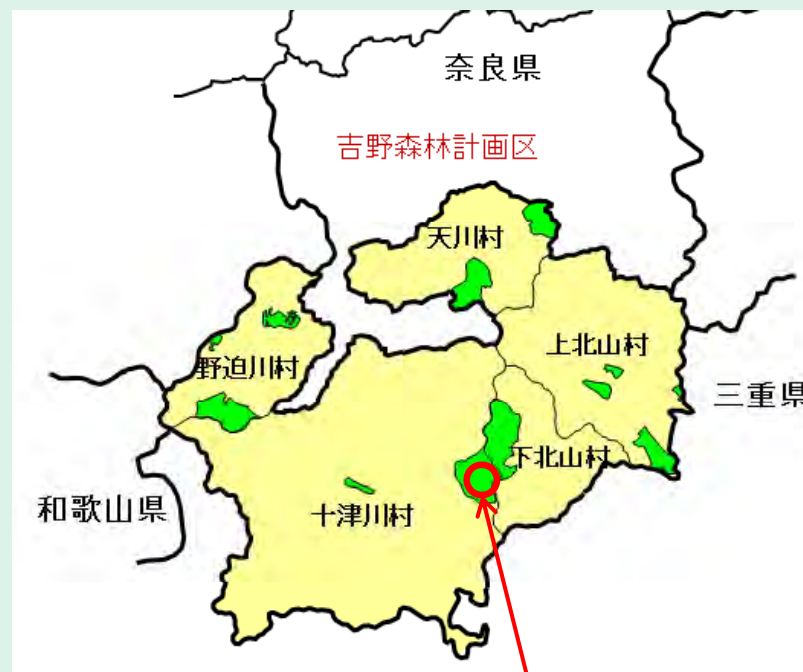 奈良県
吉野森林計画区
天川村
上北山村
野迫川村
三重県
下北山村
和歌山県
十津川村